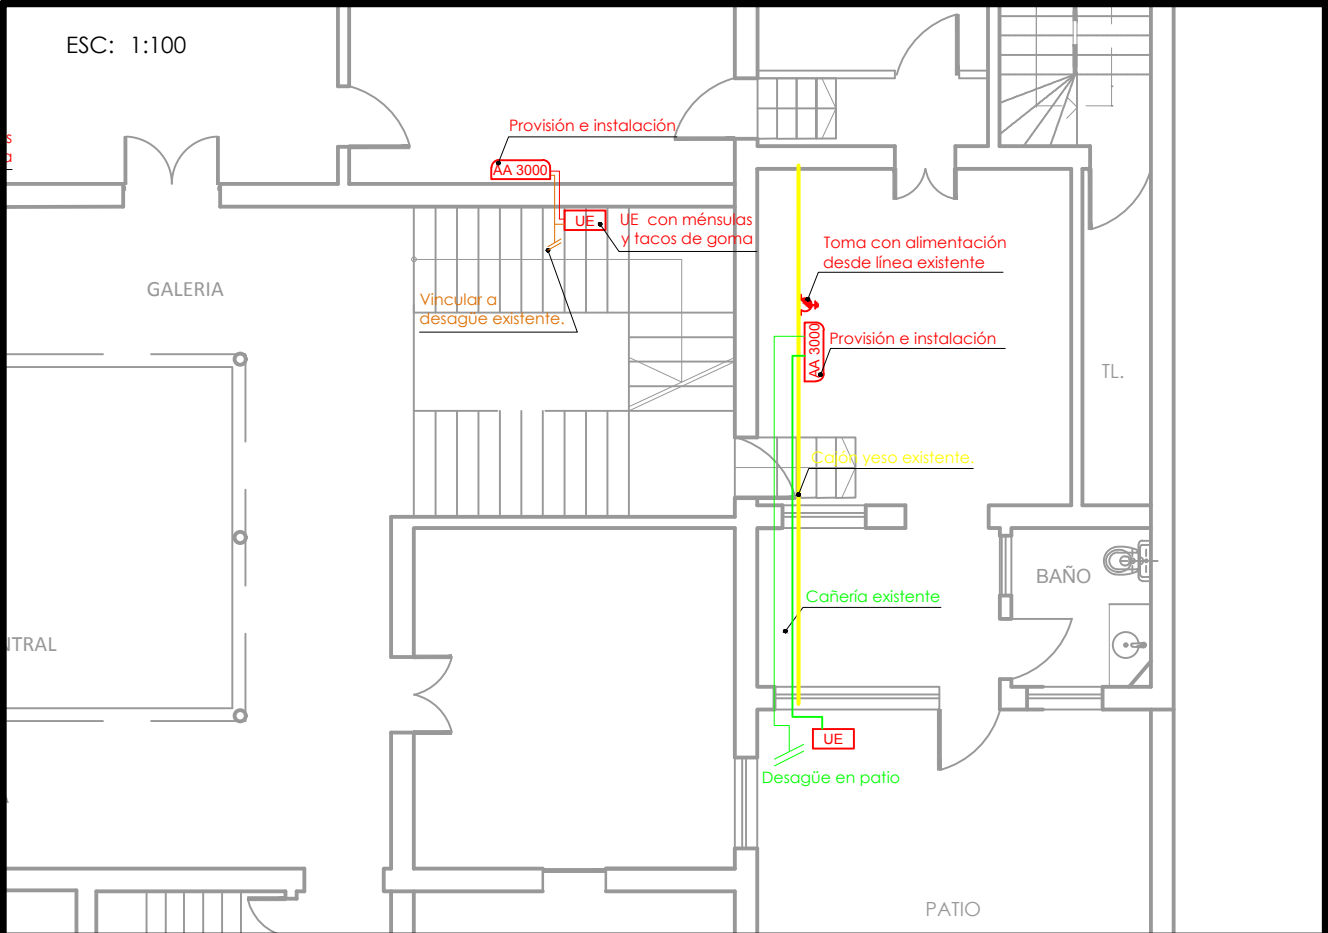 ESC: 1:100
Provisión e instalación
AA 3000
UE
UE con ménsulas
y tacos de goma
Toma con alimentación
desde línea existente
GALERIA
Vincular a
desagüe existente.
AA 3000
Provisión e instalación
TL.
Cajón yeso existente.
BAÑO
Cañería existente
NTRAL
UE
Desagüe en patio
PATIO